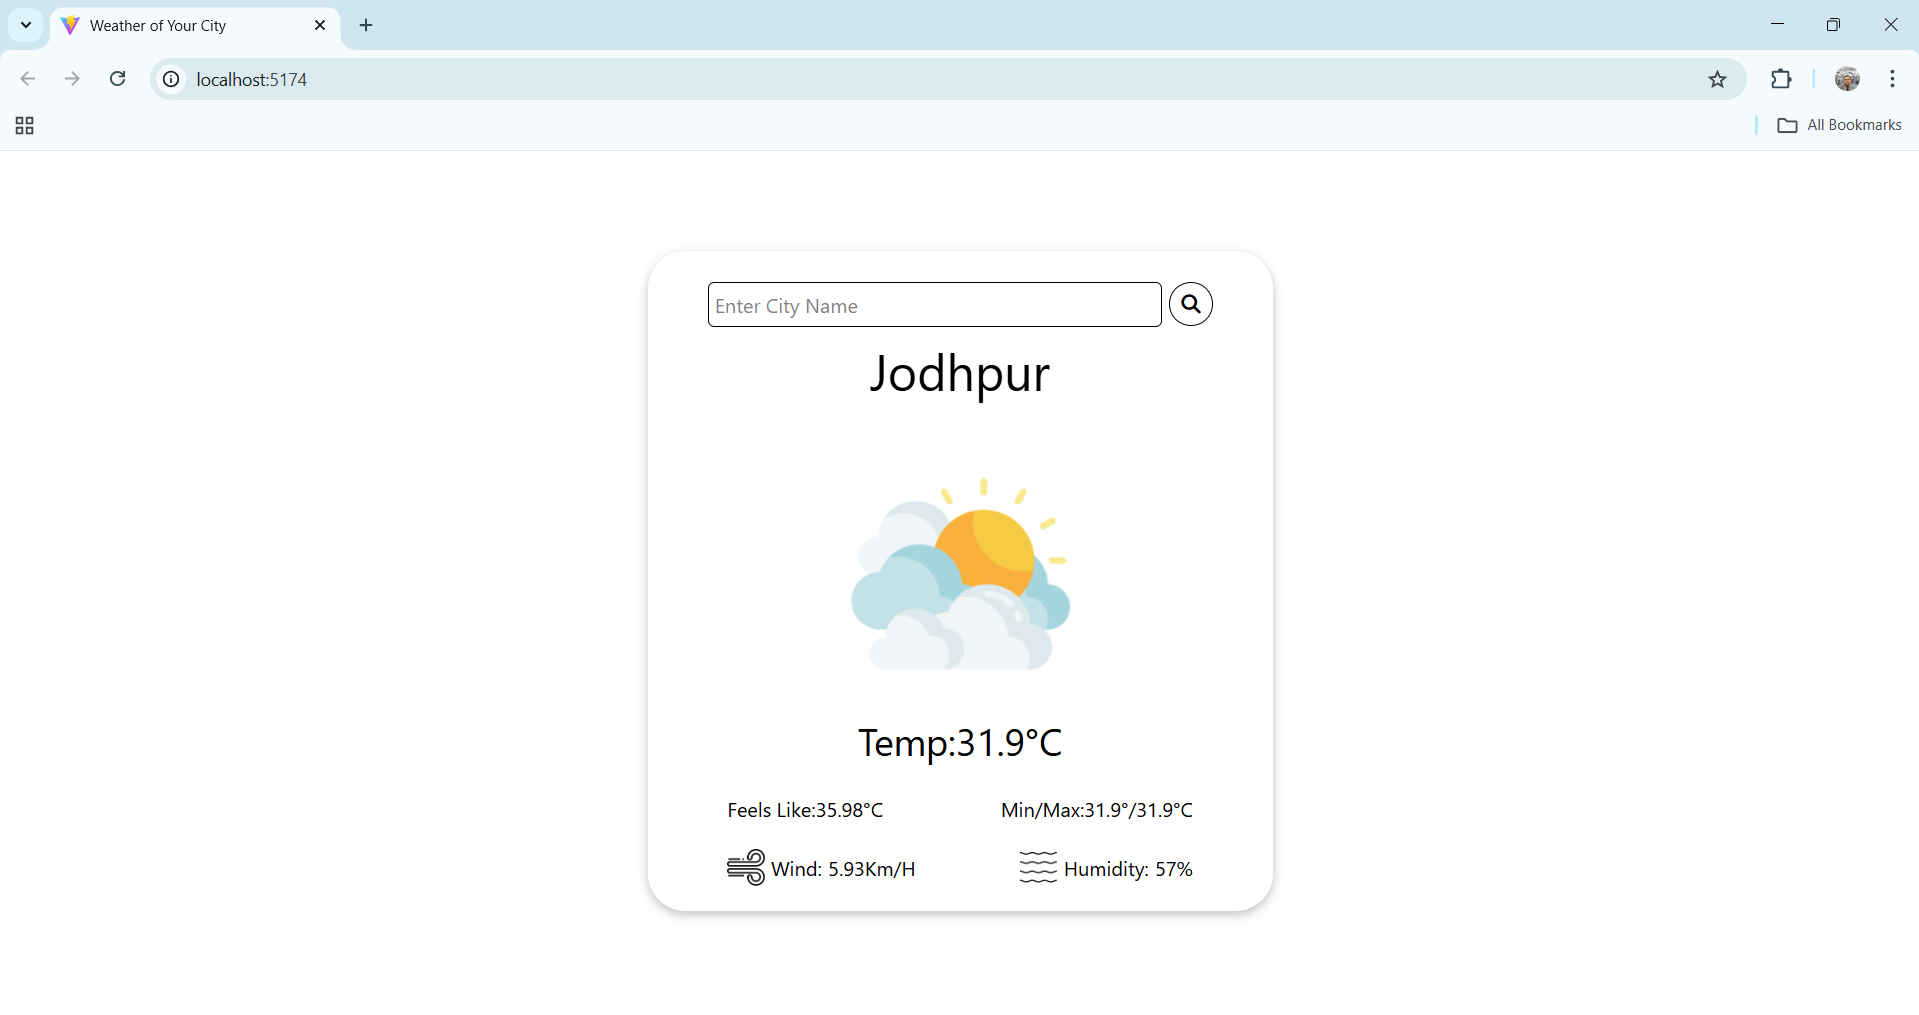 Weather of Your City
localhost:5174
All Bookmarks
Enter City Name
Jodhpur
Temp:31.9°C
Feels Like:35.98°C Min/Max:31.9°/31.9°C
Wind: 5.93Km/H Humidity: 57%